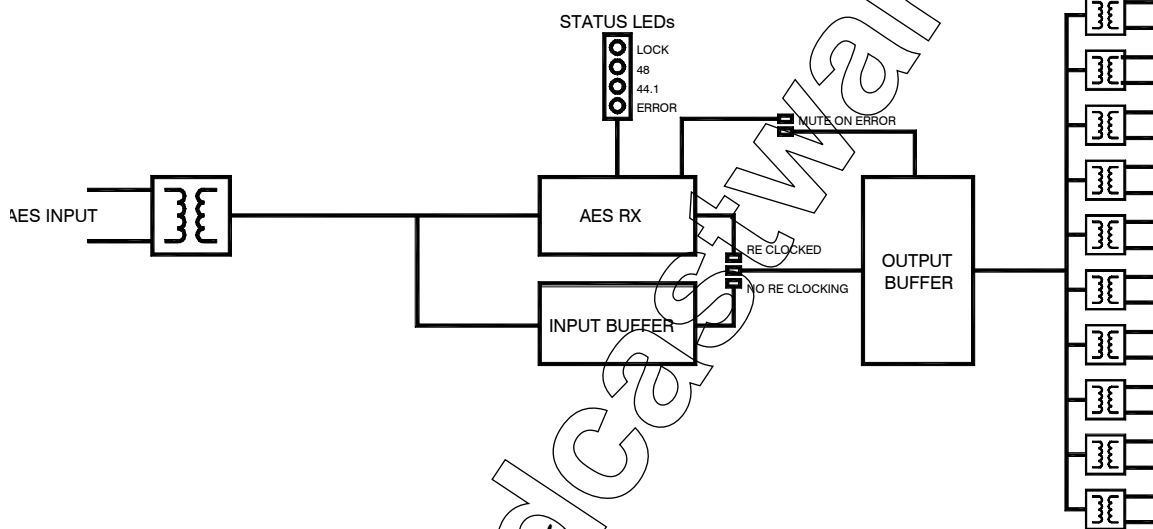 STATUS LEDs
LOCK
48
44.1
ERROR
MUTE ON ERROR
AES INPUT
AES RX
RE CLOCKED
NO RE CLOCKING
OUTPUT
BUFFER
INPUT BUFFER
dcastwar